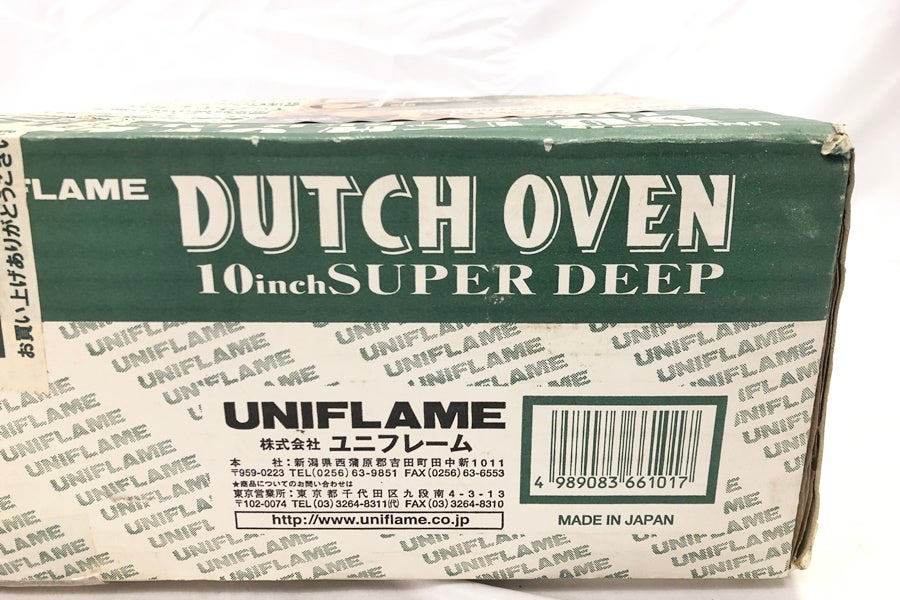 お買い上げありがとうござい
FLAME
DUTCH OVEN
10inch SUPER DEEP
UNIFLAME
株式会社 ユニフレーム
本 社:新潟県西蒲原郡吉田町田中新1011
〒959-0223 TEL(0256)63-9851 FAX(0256)63-6553
★商品についてのお問い合わせは
東京営業所:東京都千代田区九段南4-3-13
〒102-0074 TEL(03)3264-8311(代) FAX(03)3264-8310
http://www.uniflame.co.jp
4 989083 661017
MADE IN JAPAN